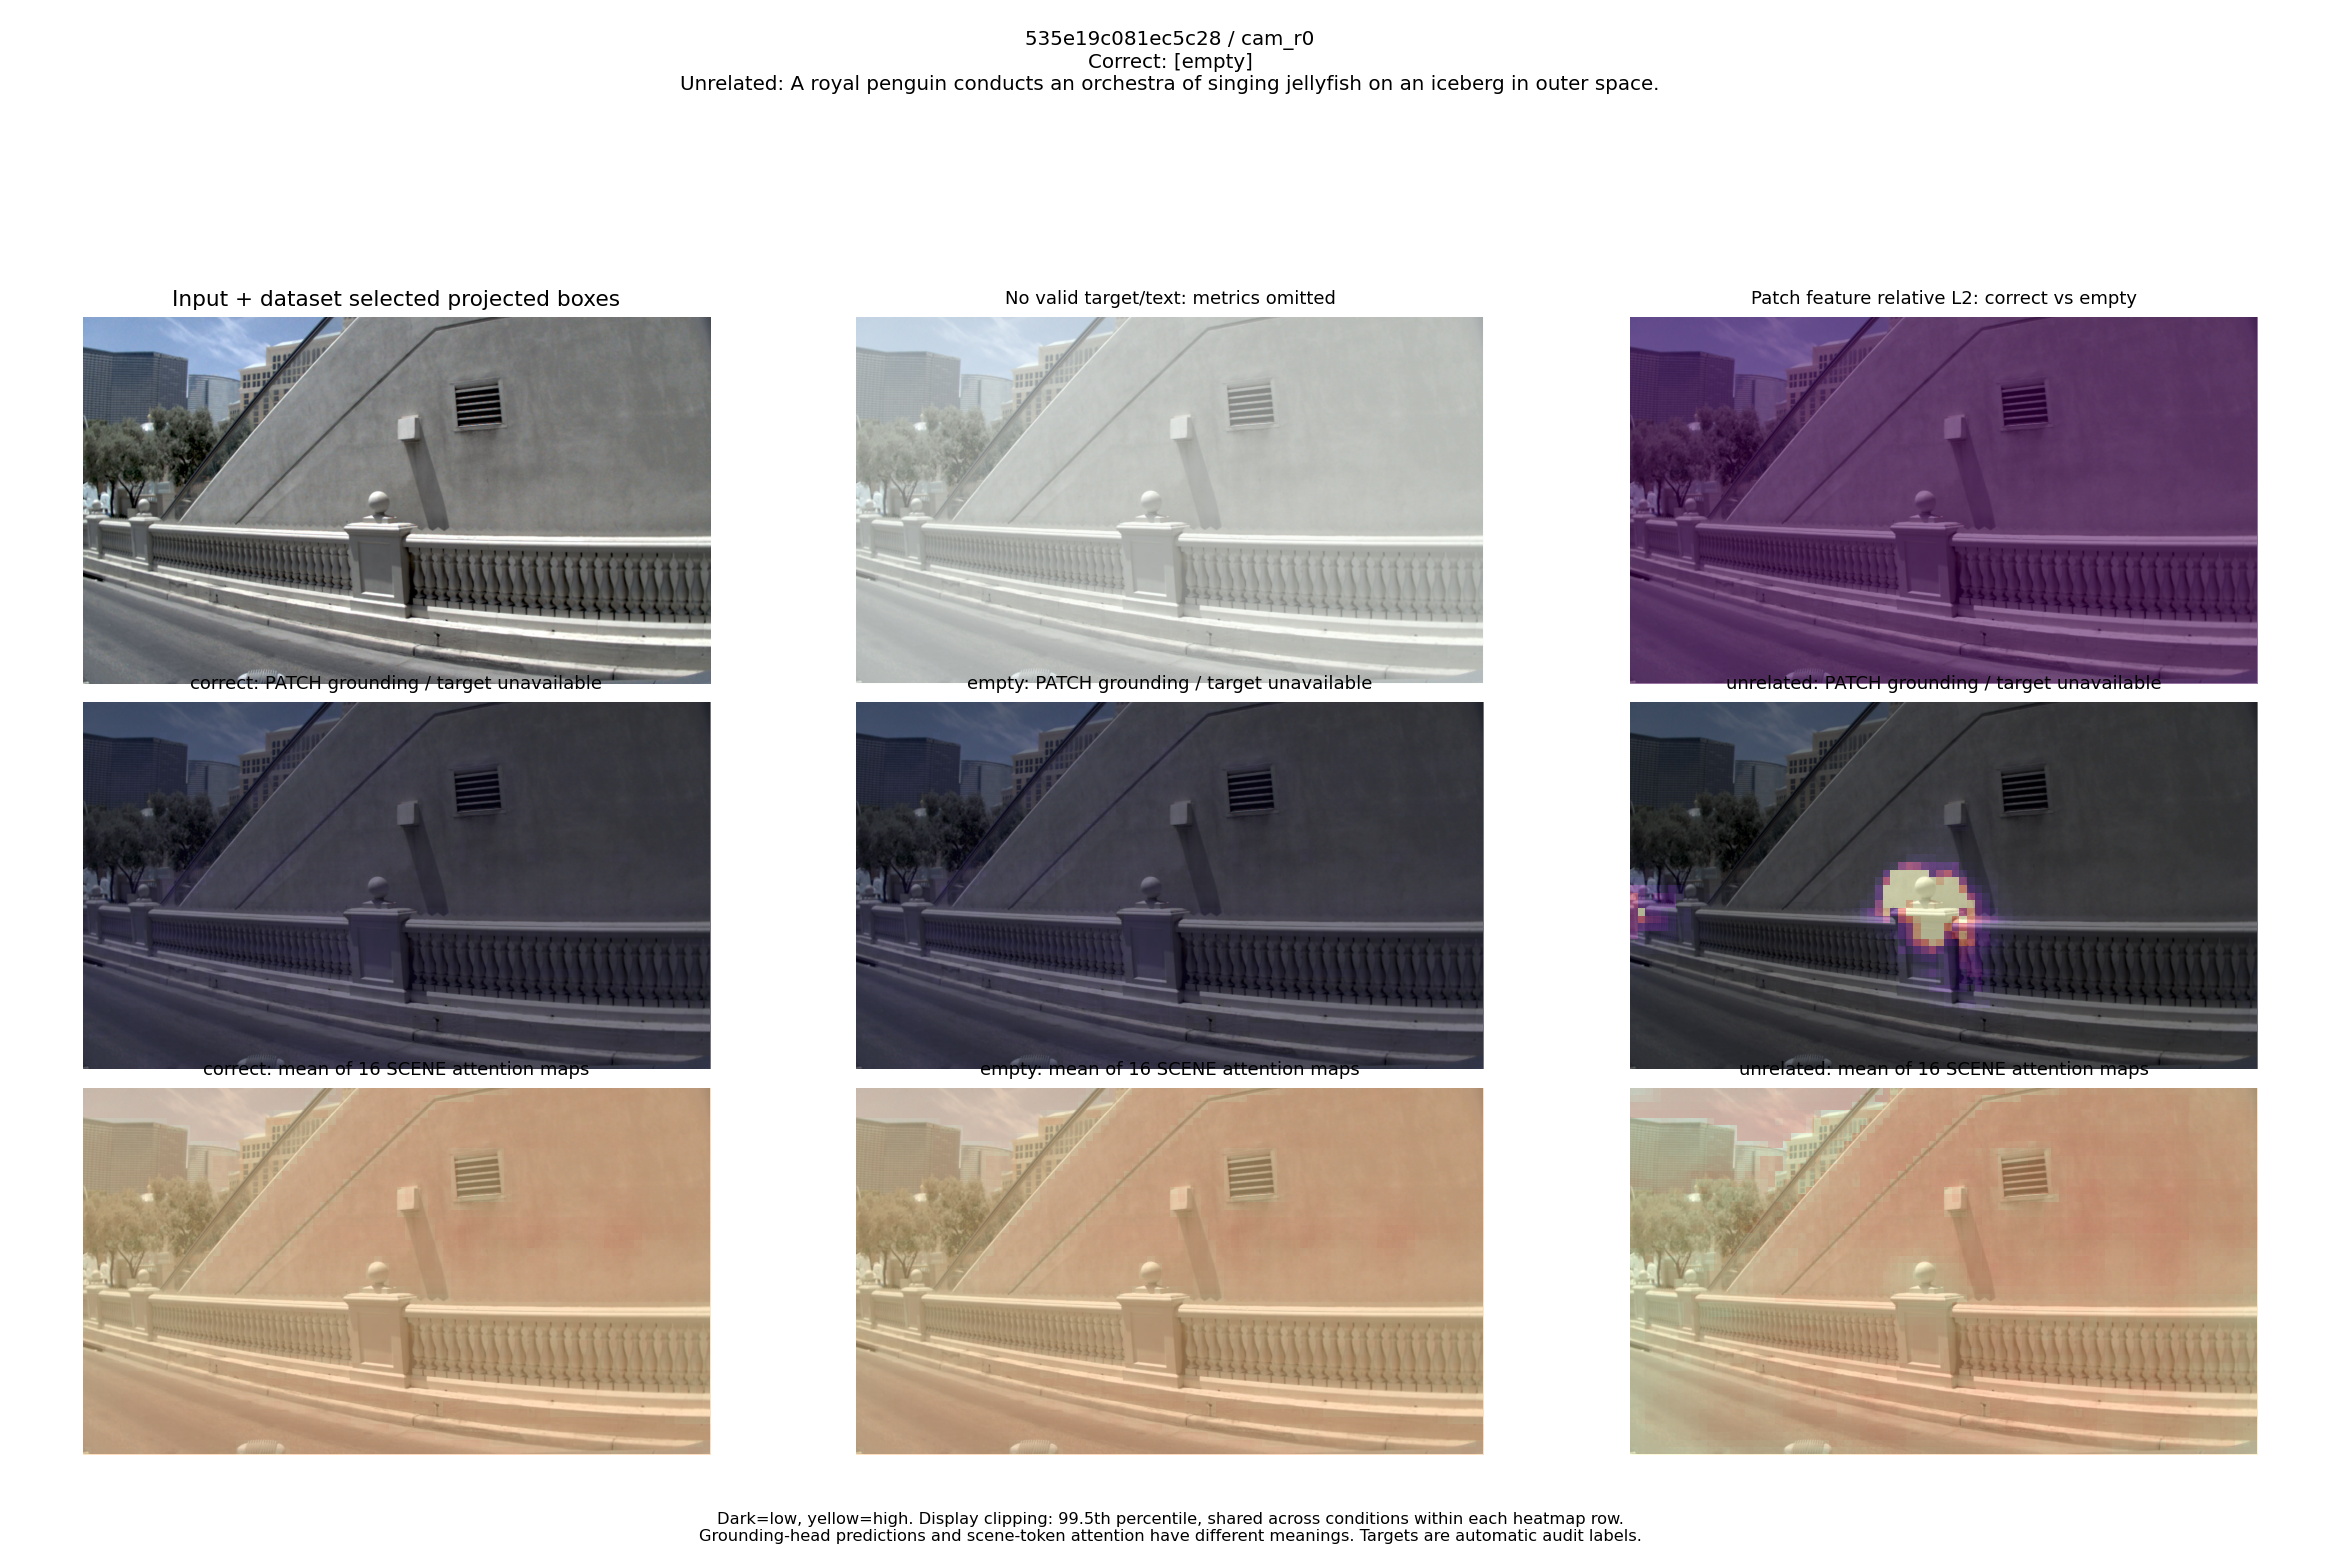 535e19c081ec5c28 / cam_r0
Correct: [empty]
Unrelated: A royal penguin conducts an orchestra of singing jellyfish on an iceberg in outer space.
Input + dataset selected projected boxes
No valid target/text: metrics omitted
Patch feature relative L2: correct vs empty
correct: PATCH grounding / target unavailable
empty: PATCH grounding / target unavailable
unrelated: PATCH grounding / target unavailable
correct: mean of 16 SCENE attention maps
empty: mean of 16 SCENE attention maps
unrelated: mean of 16 SCENE attention maps
Dark=low, yellow=high. Display clipping: 99.5th percentile, shared across conditions within each heatmap row.
Grounding-head predictions and scene-token attention have different meanings. Targets are automatic audit labels.